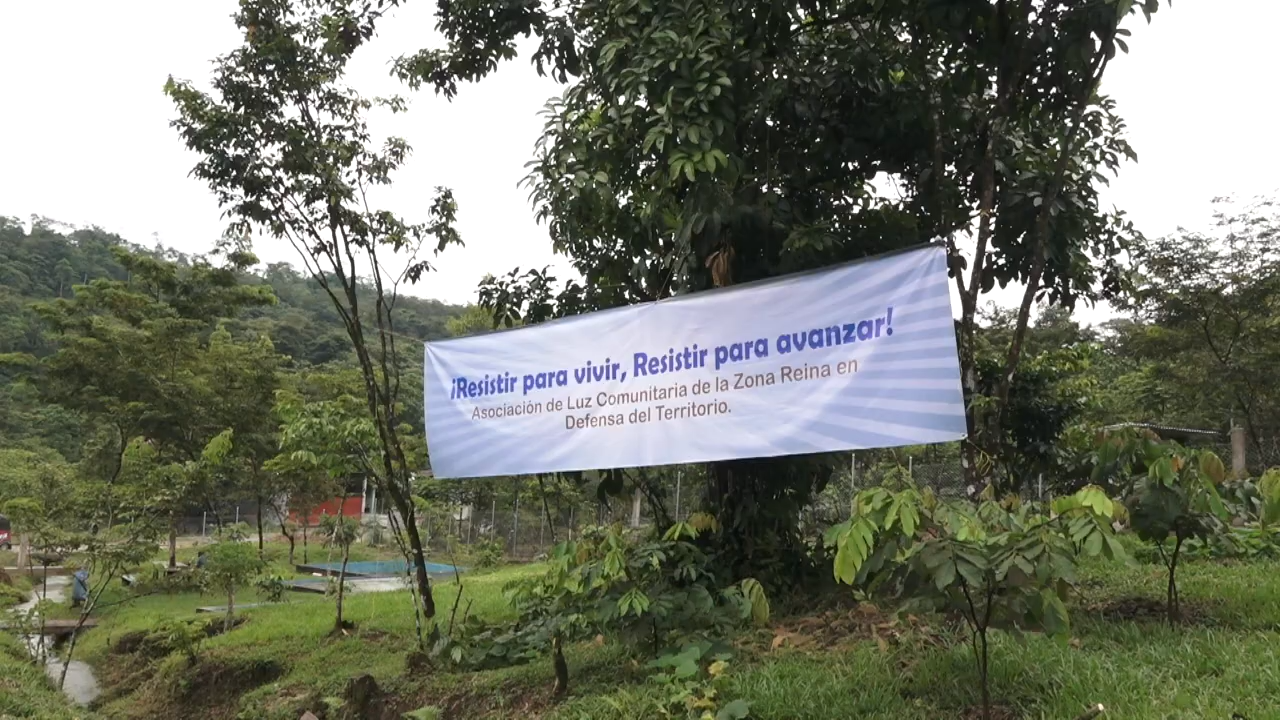 ¡Resistir para vivir, Resistir para avanzar!
Asociación de Luz Comunitaria de la Zona Reina en
Defensa del Territorio.